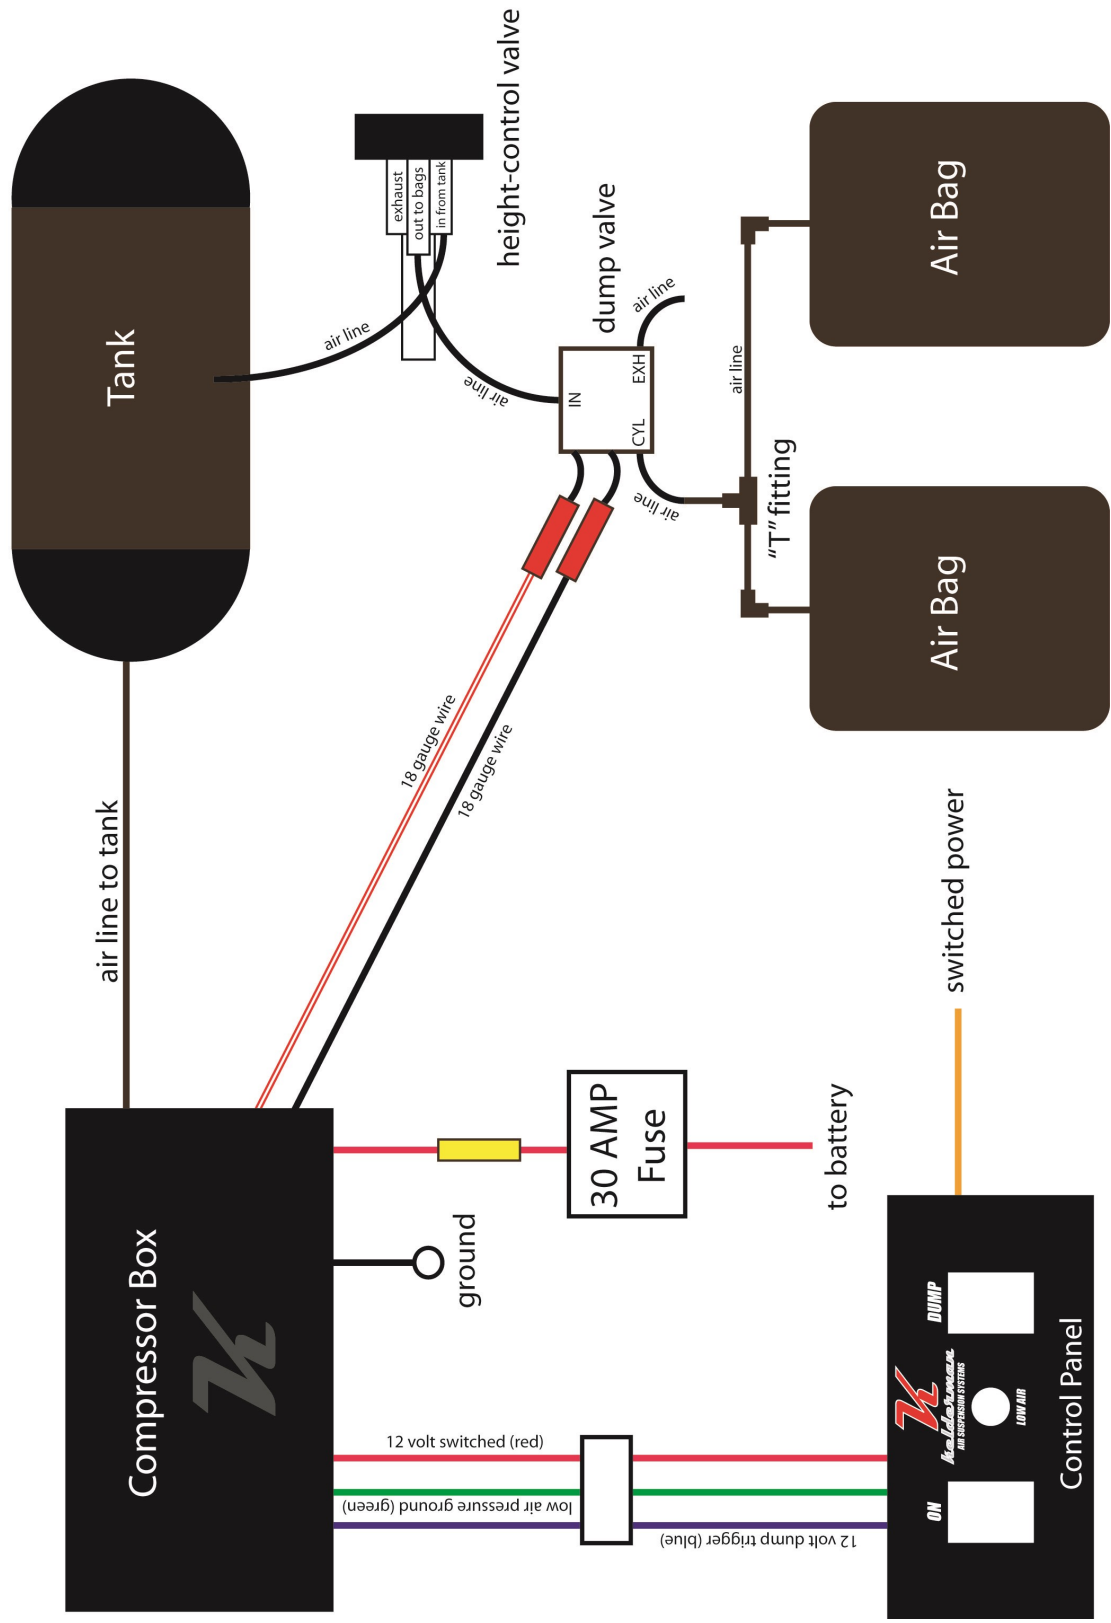 Tank
exhaust
out to bags
in from tank
height-control valve
air line
air line
dump valve
IN
EXH
CYL
air line
air line
air line
"T" fitting
Air Bag
Air Bag
air line to tank
18 gauge wire
18 gauge wire
Compressor Box
ground
30 AMP
Fuse
to battery
switched power
12 volt switched (red)
low air pressure ground (green)
12 volt dump trigger (blue)
ON
Kelderman
AIR SUSPENSION SYSTEMS
LOW AIR
DUMP
Control Panel